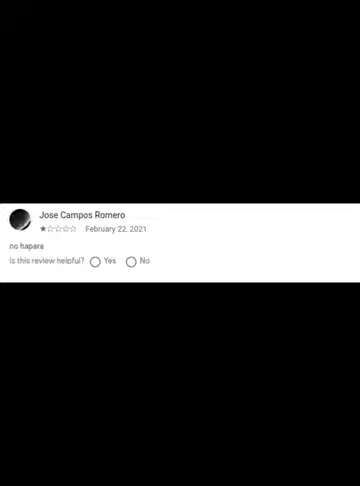 Jose Campos Romero
February 22, 2021
no hapara
Is this review helpful? Yes No